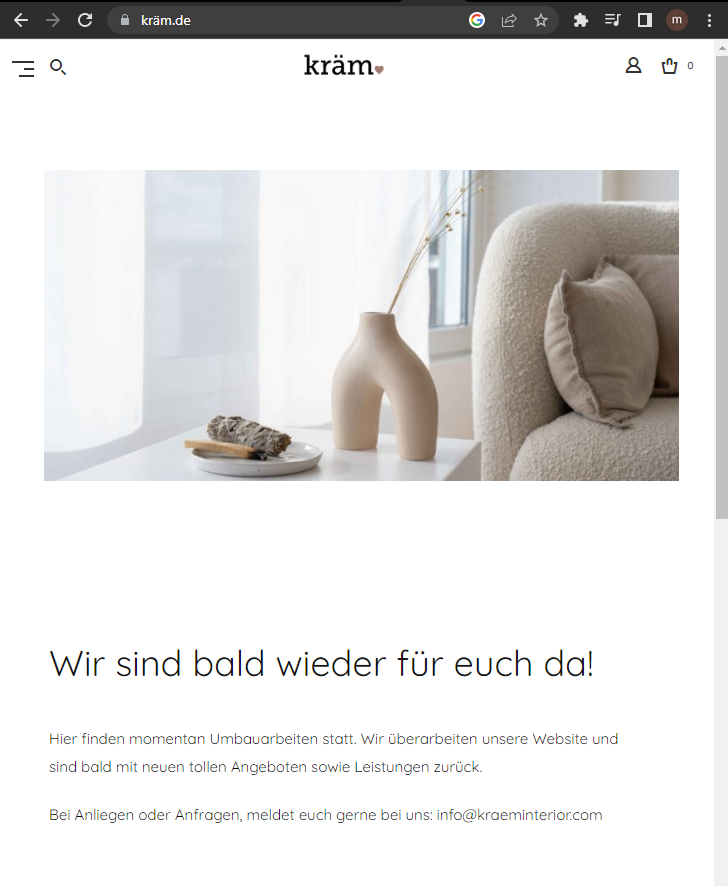 kräm.de
m
kräm
0
Wir sind bald wieder für euch da!
Hier finden momentan Umbauarbeiten statt. Wir überarbeiten unsere Website und
sind bald mit neuen tollen Angeboten sowie Leistungen zurück.
Bei Anliegen oder Anfragen, meldet euch gerne bei uns: info@kraeminterior.com